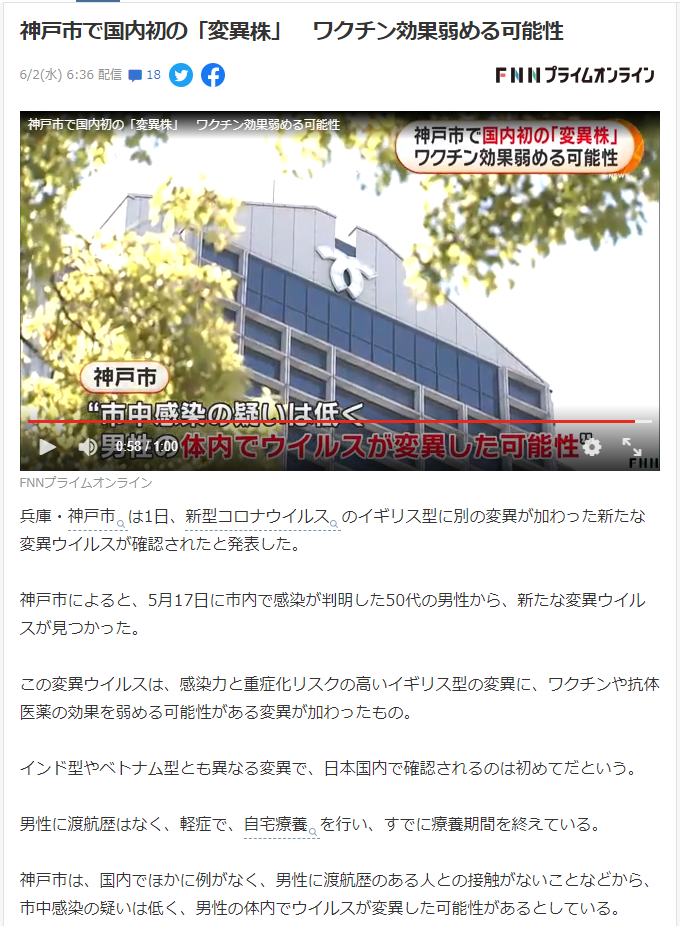 神戸市で国内初の「変異株」　ワクチン効果弱める可能性
6/2(水) 6:36 配信 18
FNNプライムオンライン
神戸市で国内初の「変異株」　ワクチン効果弱める可能性
神戸市で国内初の「変異株」
ワクチン効果弱める可能性
NEWS
神戸市
“市中感染の疑いは低く
男性の体内でウイルスが変異した可能性”
0:58 / 1:00
FNN
FNNプライムオンライン
兵庫・神戸市は1日、新型コロナウイルスのイギリス型に別の変異が加わった新たな
変異ウイルスが確認されたと発表した。
神戸市によると、5月17日に市内で感染が判明した50代の男性から、新たな変異ウイル
スが見つかった。
この変異ウイルスは、感染力と重症化リスクの高いイギリス型の変異に、ワクチンや抗体
医薬の効果を弱める可能性がある変異が加わったもの。
インド型やベトナム型とも異なる変異で、日本国内で確認されるのは初めてだという。
男性に渡航歴はなく、軽症で、自宅療養を行い、すでに療養期間を終えている。
神戸市は、国内でほかに例がなく、男性に渡航歴のある人との接触がないことなどから、
市中感染の疑いは低く、男性の体内でウイルスが変異した可能性があるとしている。